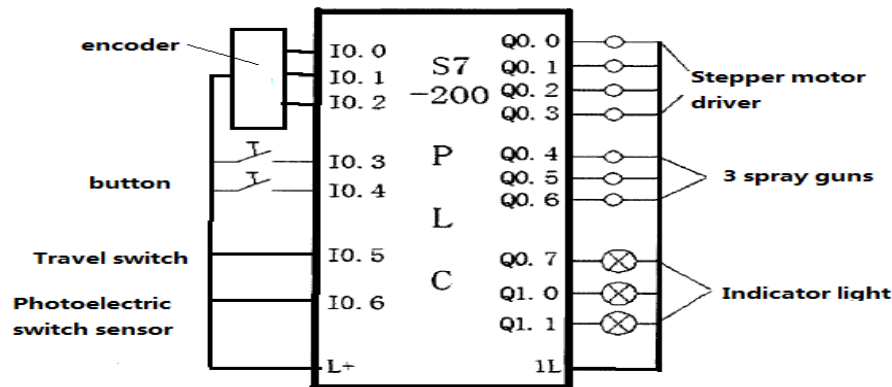 encoder
button
Travel switch
Photoelectric
switch sensor
I0.0
I0.1
I0.2
I0.3
I0.4
I0.5
I0.6
L+
S7
-200
P
L
C
Q0.0
Q0.1
Q0.2
Q0.3
Q0.4
Q0.5
Q0.6
Q0.7
Q1.0
Q1.1
1L
Stepper motor
driver
3 spray guns
Indicator light